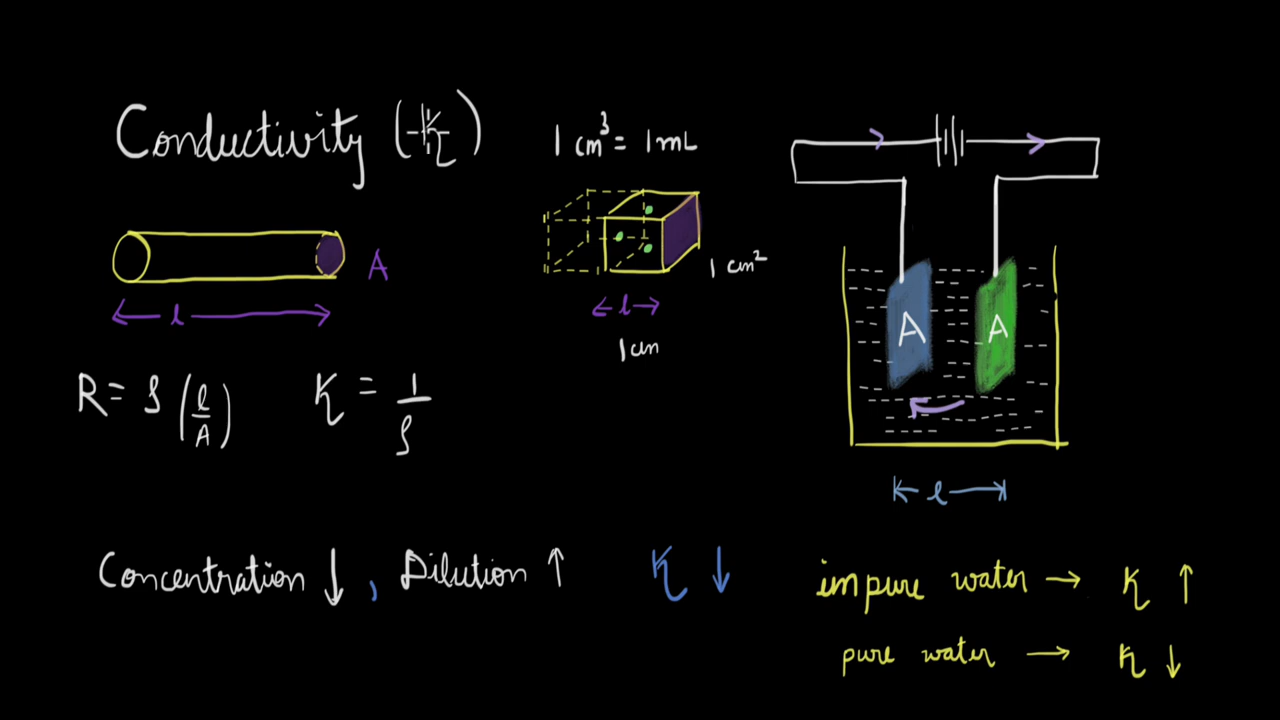 Conductivity (κ)
1 cm³ = 1 mL
A
l
1 cm²
l
1 cm
R = ρ (l/A)
κ = 1/ρ
A
A
l
Concentration ↓, Dilution ↑ κ ↓
impure water → κ ↑
pure water → κ ↓